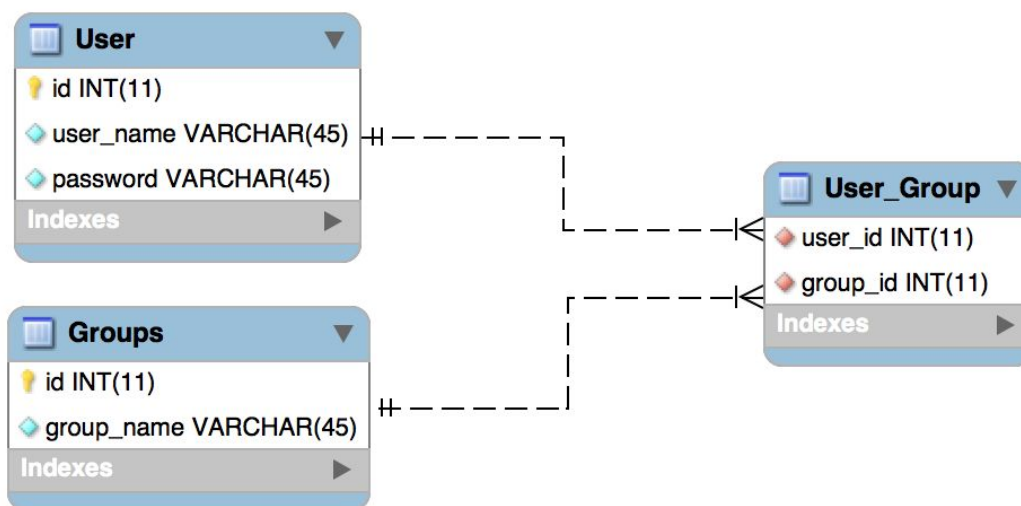 User
id INT(11)
user_name VARCHAR(45)
password VARCHAR(45)
Indexes
Groups
id INT(11)
group_name VARCHAR(45)
Indexes
User_Group
user_id INT(11)
group_id INT(11)
Indexes